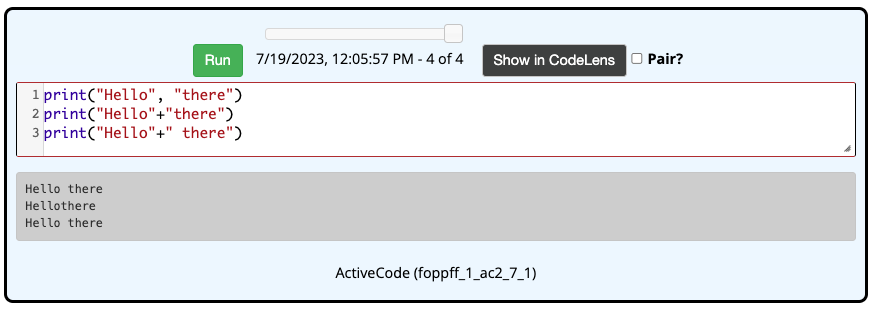 Run 7/19/2023, 12:05:57 PM - 4 of 4 Show in CodeLens Pair?
1 print("Hello", "there")
2 print("Hello"+"there")
3 print("Hello"+" there")
Hello there
Hellothere
Hello there
ActiveCode (foppff_1_ac2_7_1)